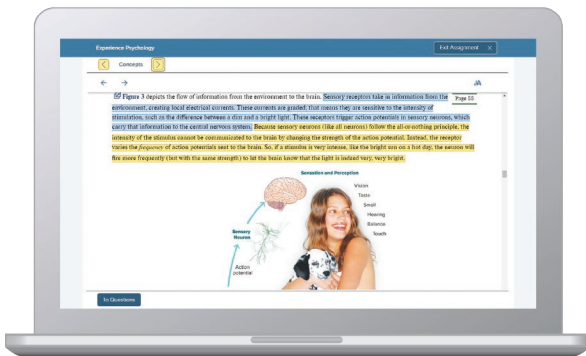 Experience Psychology
Exit Assignment X
Concepts
Figure 3 depicts the flow of information from the environment to the brain. Sensory receptors take in information from the
Page 88
environment, creating local electrical currents. These currents are graded; that means they are sensitive to the intensity of
stimulation, such as the difference between a dim and a bright light. These receptors trigger action potentials in sensory neurons, which
carry that information to the central nervous system. Because sensory neurons (like all neurons) follow the all-or-nothing principle, the
intensity of the stimulus cannot be communicated to the brain by changing the strength of the action potential. Instead, the receptor
varies the frequency of action potentials sent to the brain. So, if a stimulus is very intense, like the bright sun on a hot day, the neuron will
fire more frequently (but with the same strength) to let the brain know that the light is indeed very, very bright.
Sensation and Perception
Vision
Taste
Smell
Hearing
Balance
Touch
Sensory
Neuron
Action
potential
To Questions